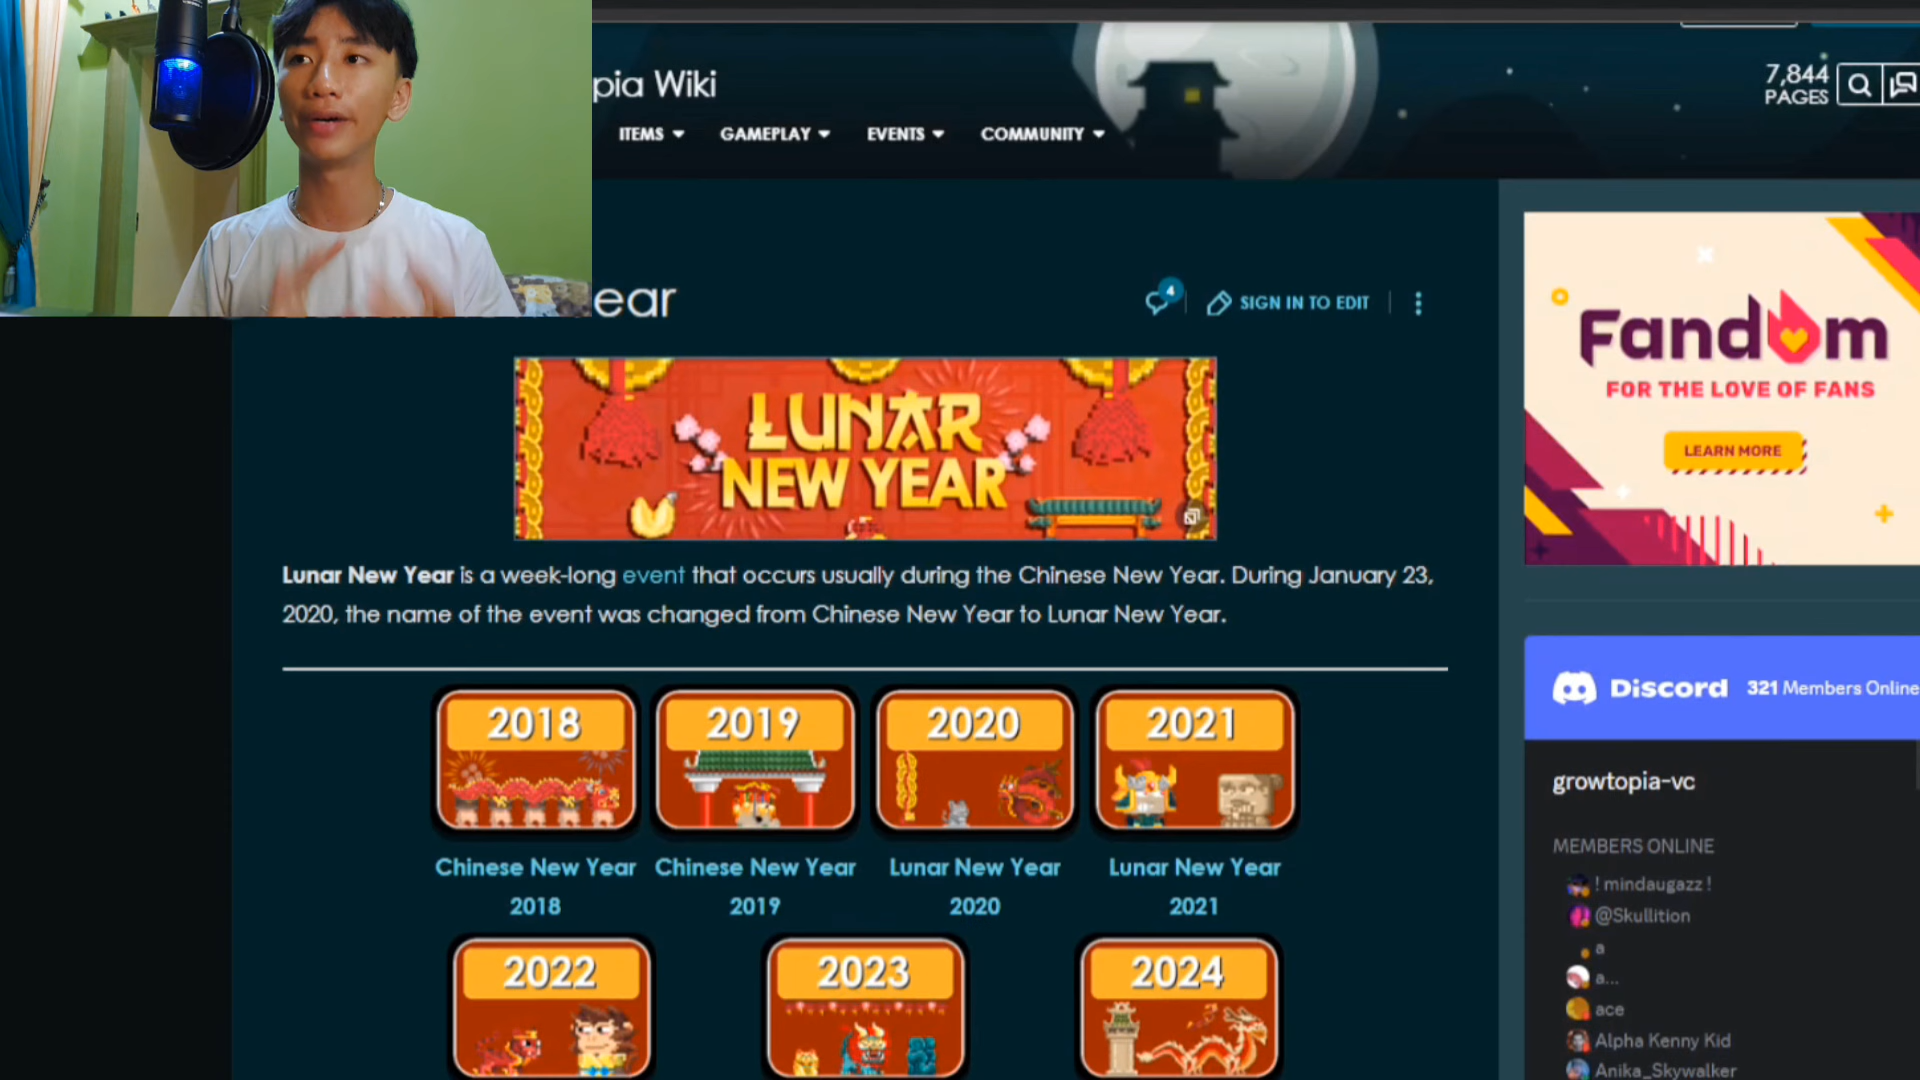 pia Wiki
7,844
PAGES
ITEMS
GAMEPLAY
EVENTS
COMMUNITY
ear
4
SIGN IN TO EDIT
LUNAR
NEW YEAR
Lunar New Year is a week-long event that occurs usually during the Chinese New Year. During January 23,
2020, the name of the event was changed from Chinese New Year to Lunar New Year.
2018
2019
2020
2021
Chinese New Year
2018
Chinese New Year
2019
Lunar New Year
2020
Lunar New Year
2021
2022
2023
2024
Fandom
FOR THE LOVE OF FANS
LEARN MORE
Discord
321 Members Online
growtopia-vc
MEMBERS ONLINE
! mindaugazz !
@Skullition
a
a...
ace
Alpha Kenny Kid
Anika_Skywalker